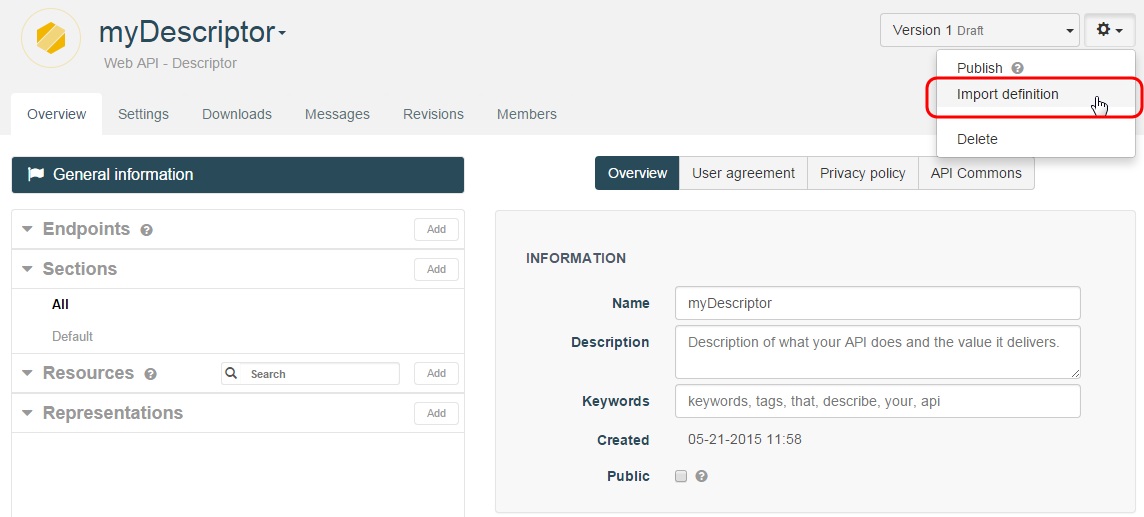 myDescriptor
Version 1 Draft
Web API - Descriptor
Publish ?
Import definition
Delete
Overview Settings Downloads Messages Revisions Members
General information
Endpoints ? Add
Sections Add
All
Default
Resources ? Search Add
Representations Add
Overview User agreement Privacy policy API Commons
INFORMATION
Name myDescriptor
Description Description of what your API does and the value it delivers.
Keywords keywords, tags, that, describe, your, api
Created 05-21-2015 11:58
Public ?